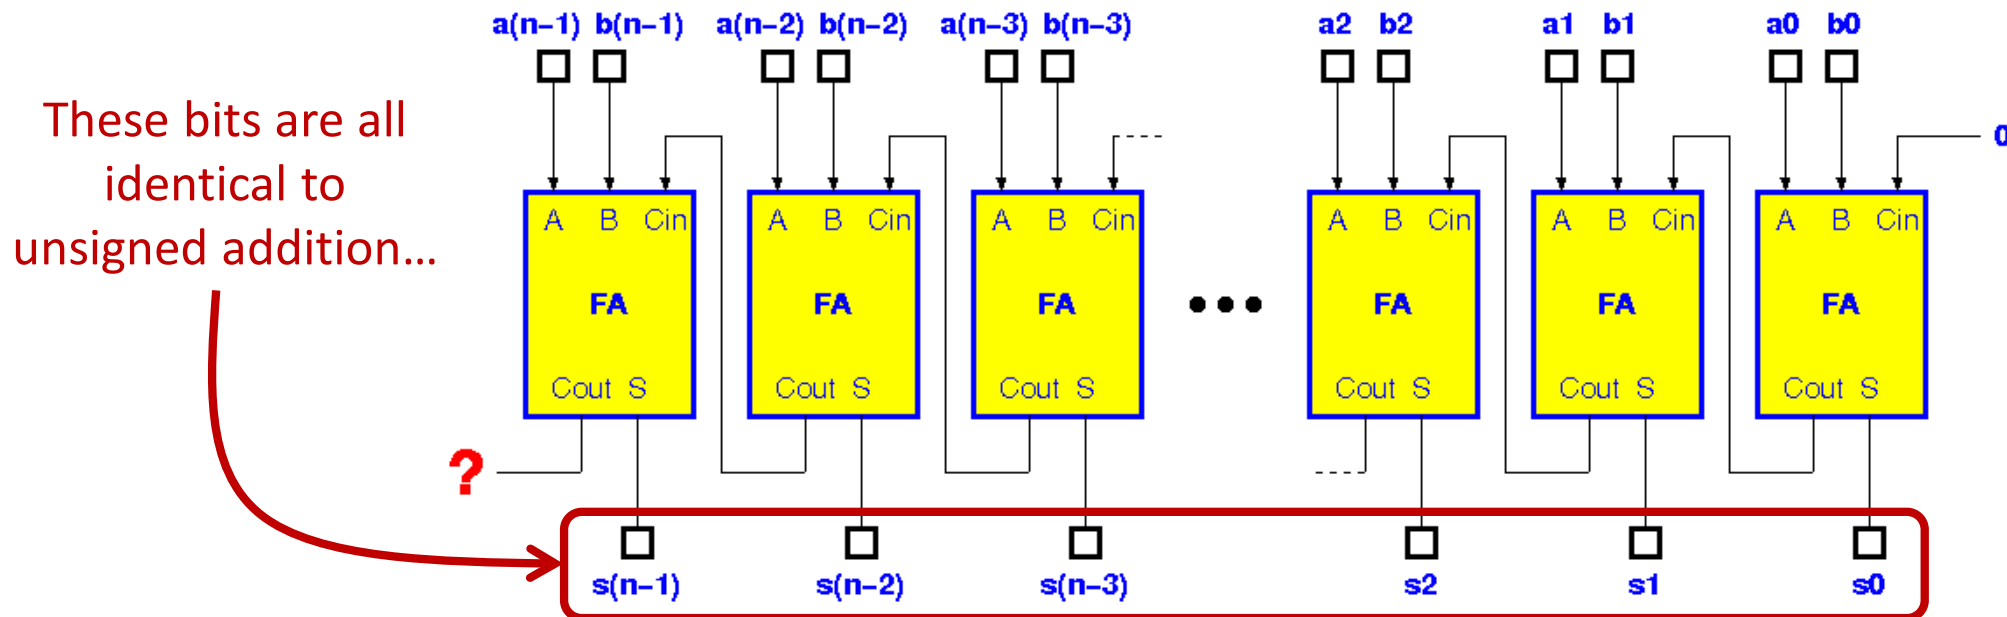 a(n−1) b(n−1) a(n−2) b(n−2) a(n−3) b(n−3) a2 b2 a1 b1 a0 b0
These bits are all
identical to
unsigned addition…
0
A B Cin A B Cin A B Cin A B Cin A B Cin A B Cin
FA FA FA ••• FA FA FA
Cout S Cout S Cout S Cout S Cout S Cout S
?
s(n−1) s(n−2) s(n−3) s2 s1 s0